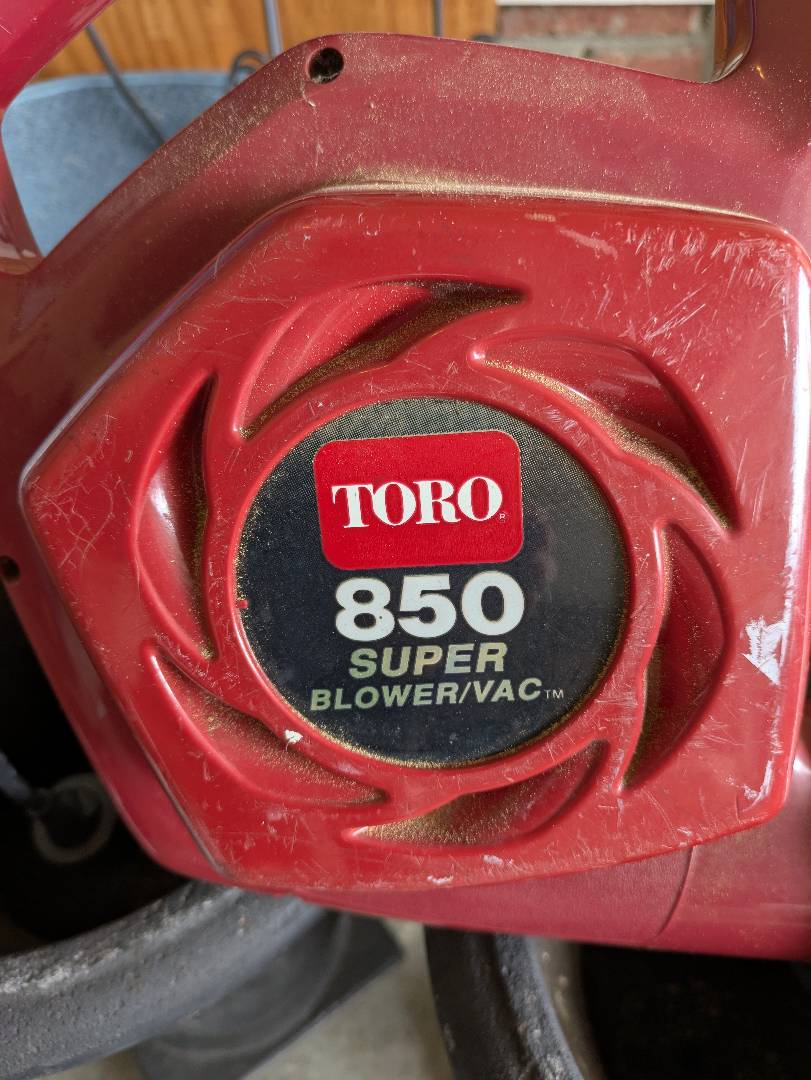 TORO®
850
SUPER
BLOWER/VAC™